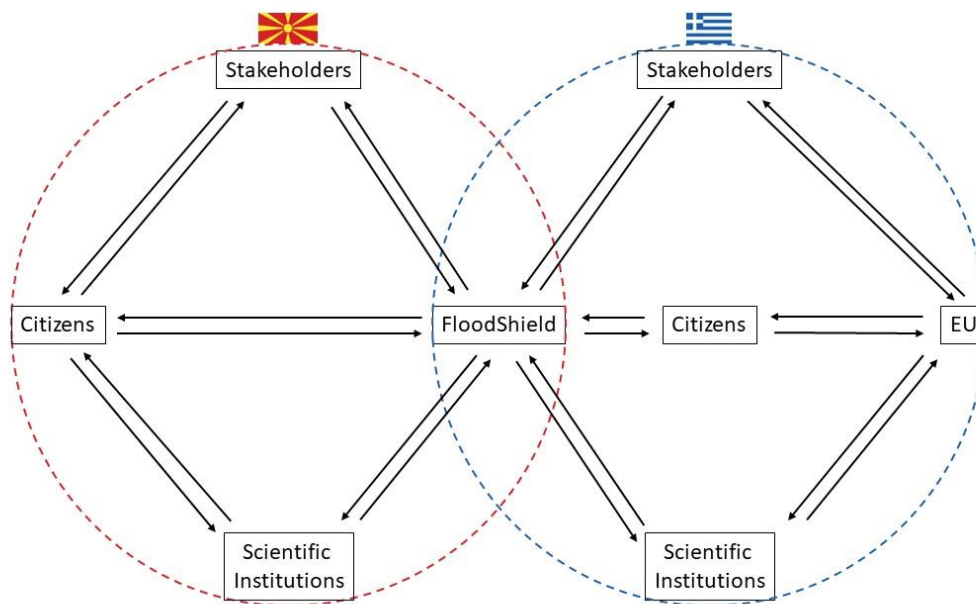 Stakeholders
Stakeholders
Citizens
FloodShield
Citizens
EU
Scientific
Institutions
Scientific
Institutions